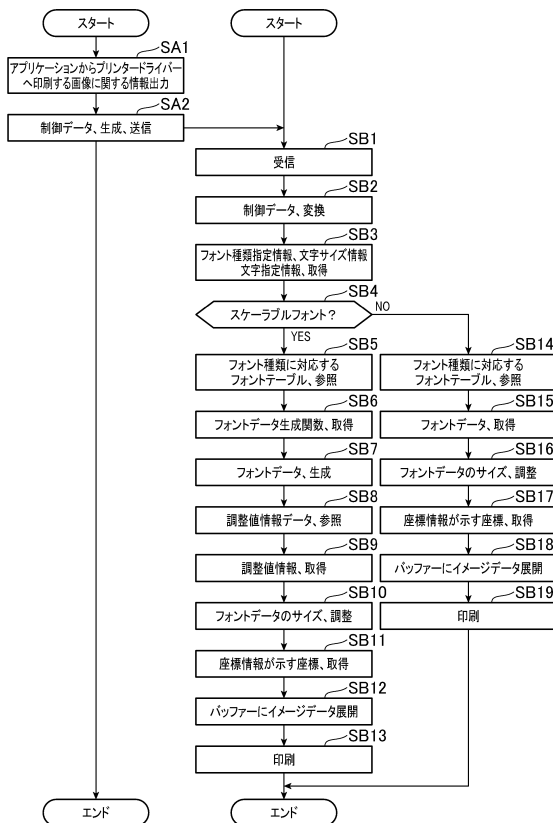 スタート
SA1
アプリケーションからプリンタードライバー
へ印刷する画像に関する情報出力
SA2
制御データ、生成、送信
エンド
スタート
SB1
受信
SB2
制御データ、変換
SB3
フォント種類指定情報、文字サイズ情報
文字指定情報、取得
SB4
スケーラブルフォント?
NO
YES
SB5
フォント種類に対応する
フォントテーブル、参照
SB6
フォントデータ生成関数、取得
SB7
フォントデータ、生成
SB8
調整値情報データ、参照
SB9
調整値情報、取得
SB10
フォントデータのサイズ、調整
SB11
座標情報が示す座標、取得
SB12
バッファーにイメージデータ展開
SB13
印刷
SB14
フォント種類に対応する
フォントテーブル、参照
SB15
フォントデータ、取得
SB16
フォントデータのサイズ、調整
SB17
座標情報が示す座標、取得
SB18
バッファーにイメージデータ展開
SB19
印刷
エンド